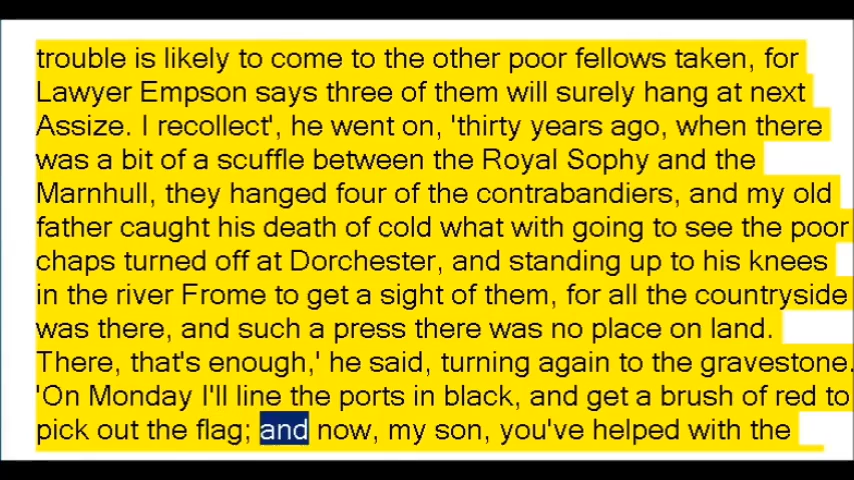 trouble is likely to come to the other poor fellows taken, for
Lawyer Empson says three of them will surely hang at next
Assize. I recollect', he went on, 'thirty years ago, when there
was a bit of a scuffle between the Royal Sophy and the
Marnhull, they hanged four of the contrabandiers, and my old
father caught his death of cold what with going to see the poor
chaps turned off at Dorchester, and standing up to his knees
in the river Frome to get a sight of them, for all the countryside
was there, and such a press there was no place on land.
There, that's enough,' he said, turning again to the gravestone.
'On Monday I'll line the ports in black, and get a brush of red to
pick out the flag; and now, my son, you've helped with the